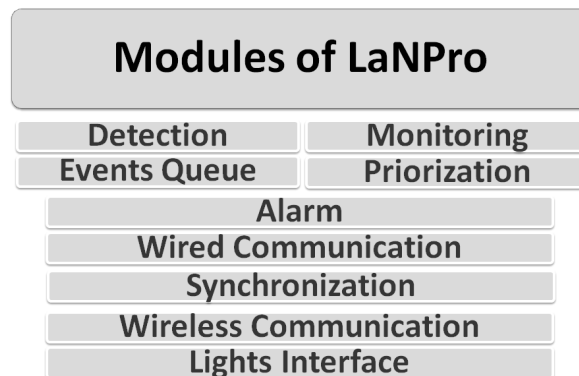 Modules of LaNPro
Detection Monitoring
Events Queue Priorization
Alarm
Wired Communication
Synchronization
Wireless Communication
Lights Interface